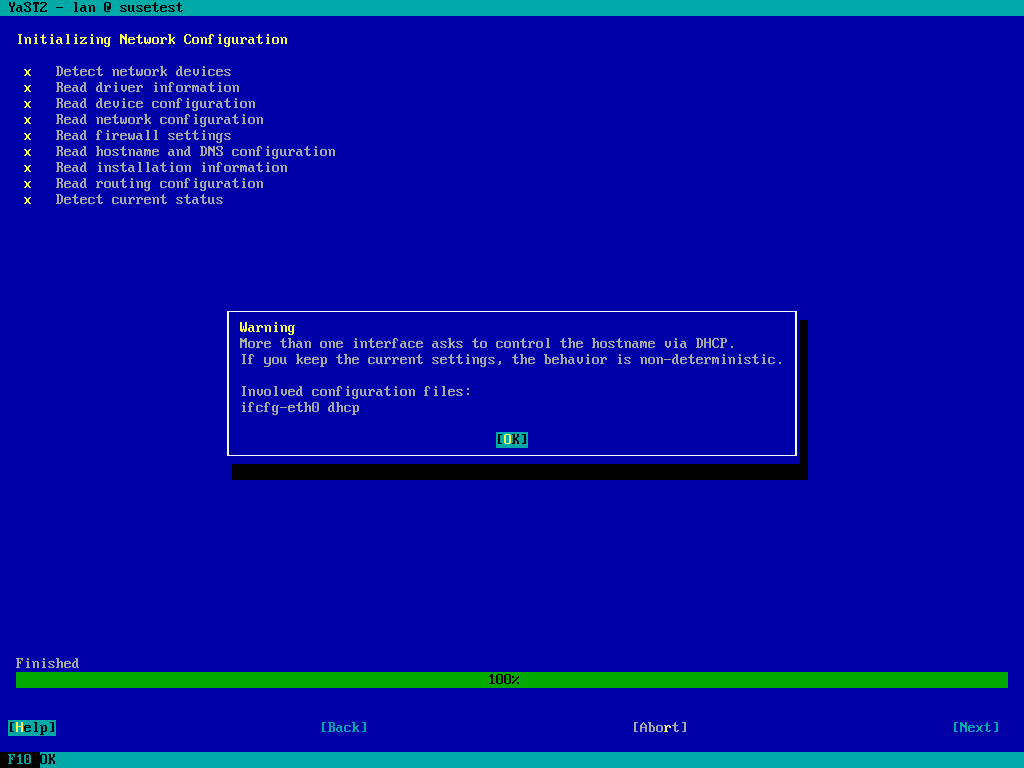 YaST2 - lan @ susetest
Initializing Network Configuration
x Detect network devices
x Read driver information
x Read device configuration
x Read network configuration
x Read firewall settings
x Read hostname and DNS configuration
x Read installation information
x Read routing configuration
x Detect current status
Warning
More than one interface asks to control the hostname via DHCP.
If you keep the current settings, the behavior is non-deterministic.
Involved configuration files:
ifcfg-eth0 dhcp
[OK]
Finished
100%
[Help] [Back] [Abort] [Next]
F10 OK